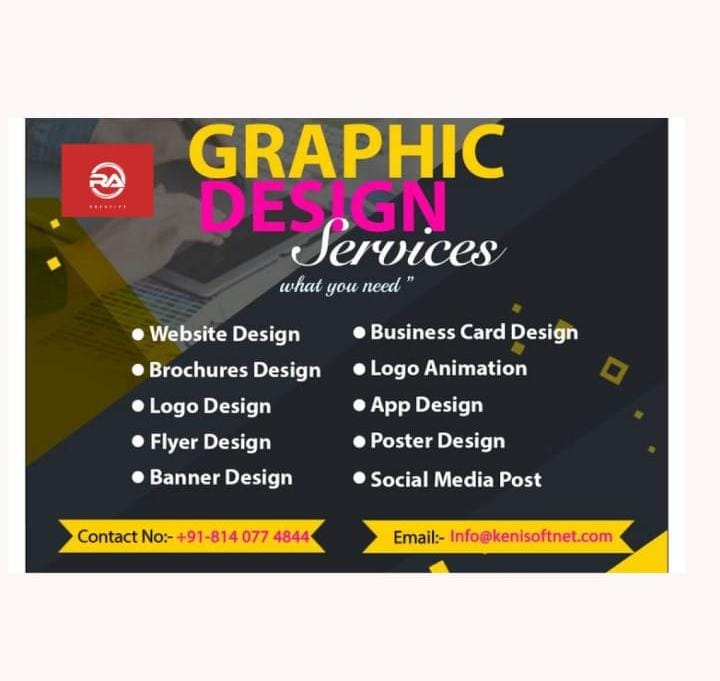 GRAPHIC
DESIGN
Services
what you need "
RA
● Website Design
● Brochures Design
● Logo Design
● Flyer Design
● Banner Design
● Business Card Design
● Logo Animation
● App Design
● Poster Design
● Social Media Post
Contact No:- +91-814 077 4844
Email:- Info@kenisoftnet.com